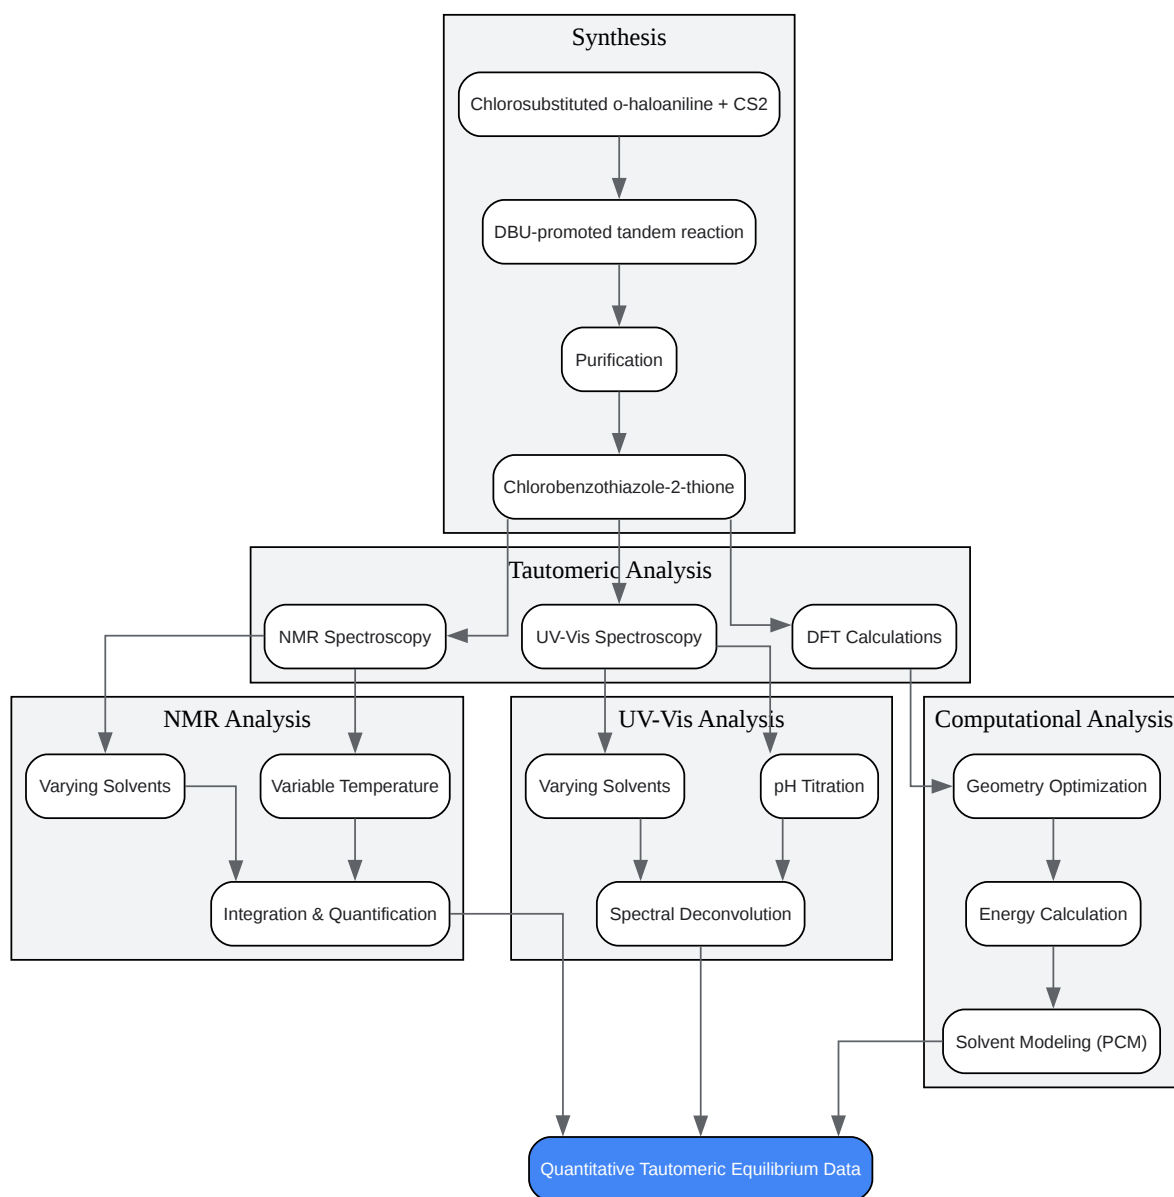 Synthesis
Chlorosubstituted o-haloaniline + CS2
DBU-promoted tandem reaction
Purification
Chlorobenzothiazole-2-thione
Tautomeric Analysis
NMR Spectroscopy
UV-Vis Spectroscopy
DFT Calculations
NMR Analysis
Varying Solvents
Variable Temperature
Integration & Quantification
UV-Vis Analysis
Varying Solvents
pH Titration
Spectral Deconvolution
Computational Analysis
Geometry Optimization
Energy Calculation
Solvent Modeling (PCM)
Quantitative Tautomeric Equilibrium Data